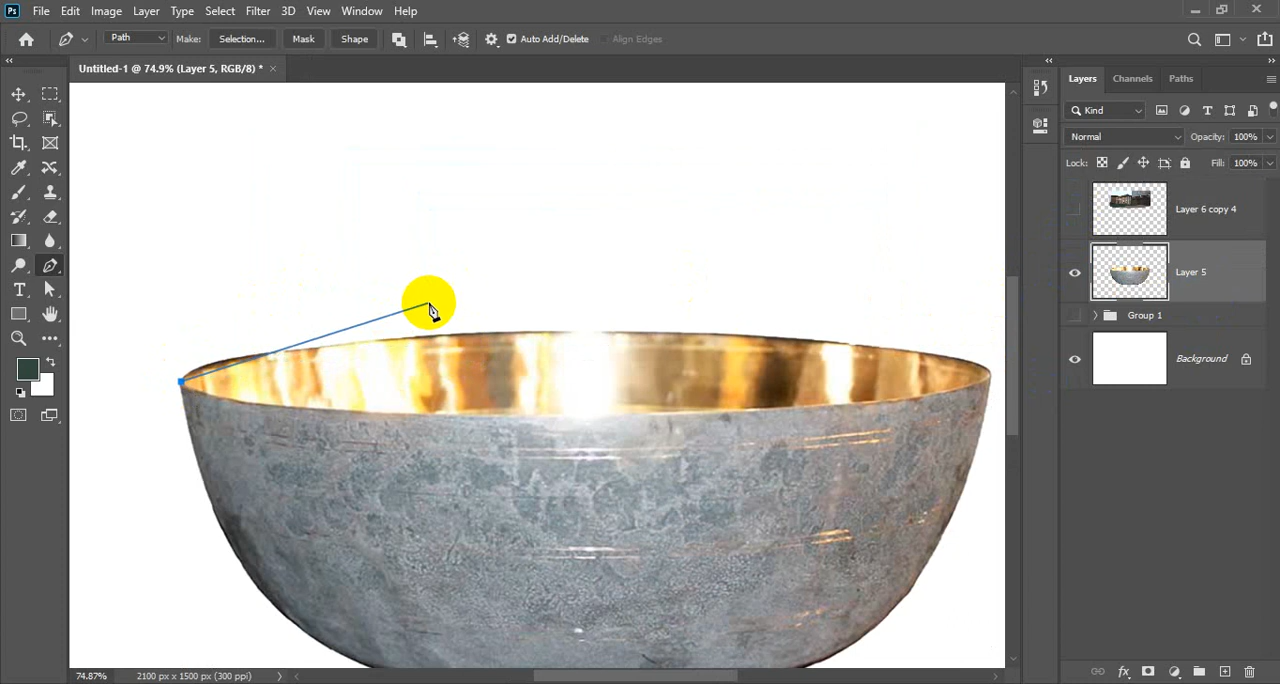 Ps File Edit Image Layer Type Select Filter 3D View Window Help
Path Make: Selection... Mask Shape Auto Add/Delete Align Edges
Untitled-1 @ 74.9% (Layer 5, RGB/8) * ×
Layers Channels Paths
Kind
Normal Opacity: 100%
Lock: Fill: 100%
Layer 6 copy 4
Layer 5
Group 1
Background
74.87% 2100 px x 1500 px (300 ppi)